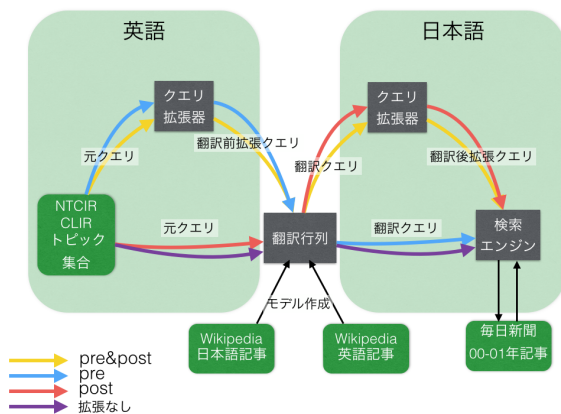 英語
日本語
クエリ
拡張器
クエリ
拡張器
元クエリ
翻訳前拡張クエリ
翻訳クエリ
翻訳後拡張クエリ
NTCIR
CLIR
トピック
集合
元クエリ
翻訳行列
翻訳クエリ
検索
エンジン
モデル作成
Wikipedia
日本語記事
Wikipedia
英語記事
毎日新聞
00-01年記事
pre&post
pre
post
拡張なし